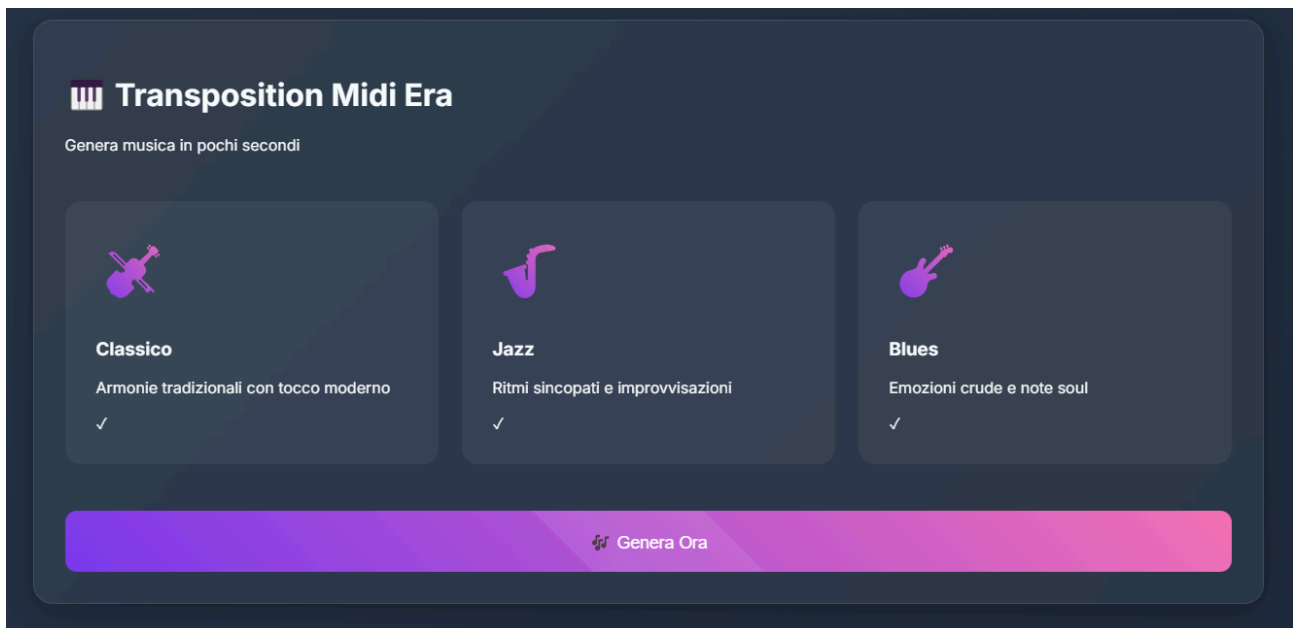 Transposition Midi Era
Genera musica in pochi secondi
Classico
Armonie tradizionali con tocco moderno
✓
Jazz
Ritmi sincopati e improvvisazioni
✓
Blues
Emozioni crude e note soul
✓
Genera Ora